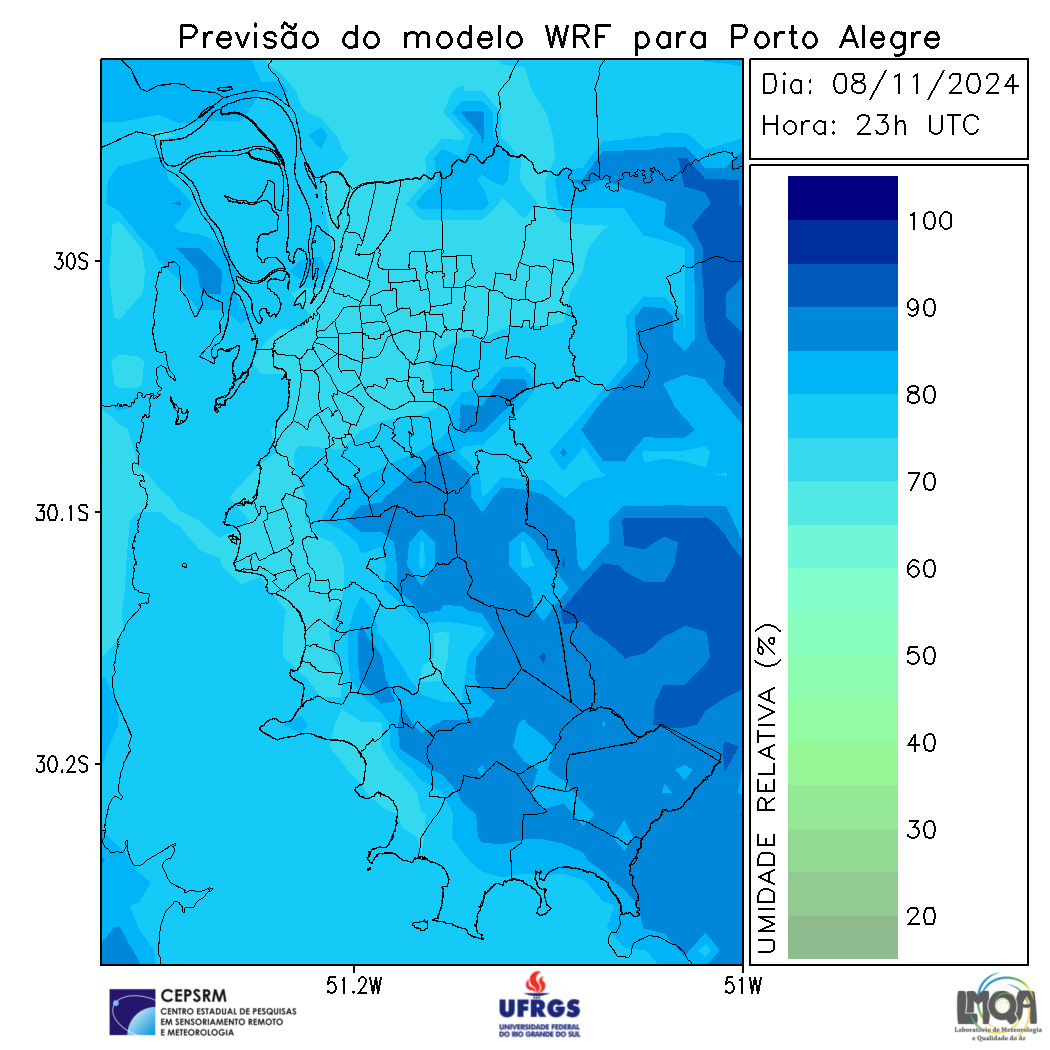 Previsão do modelo WRF para Porto Alegre
Dia: 08/11/2024
Hora: 23h UTC
30S
30.1S
30.2S
51.2W
51W
100
90
80
70
60
50
40
30
20
UMIDADE RELATIVA (%)
CEPSRM
CENTRO ESTADUAL DE PESQUISAS
EM SENSORIAMENTO REMOTO
E METEOROLOGIA
UFRGS
UNIVERSIDADE FEDERAL
DO RIO GRANDE DO SUL
LMQA
Laboratório de Meteorologia
e Qualidade do Ar